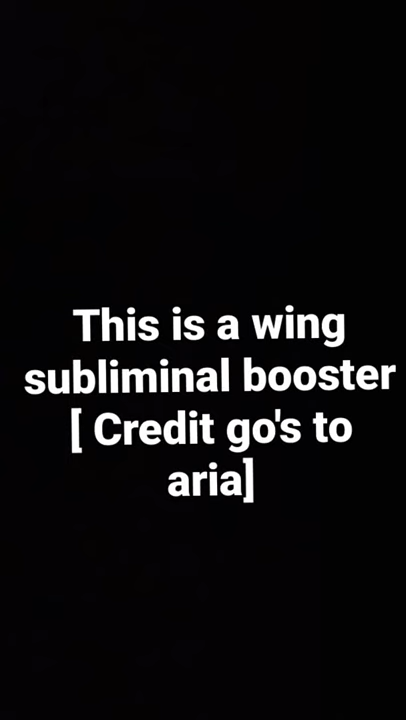 This is a wing
subliminal booster
[ Credit go's to
aria]